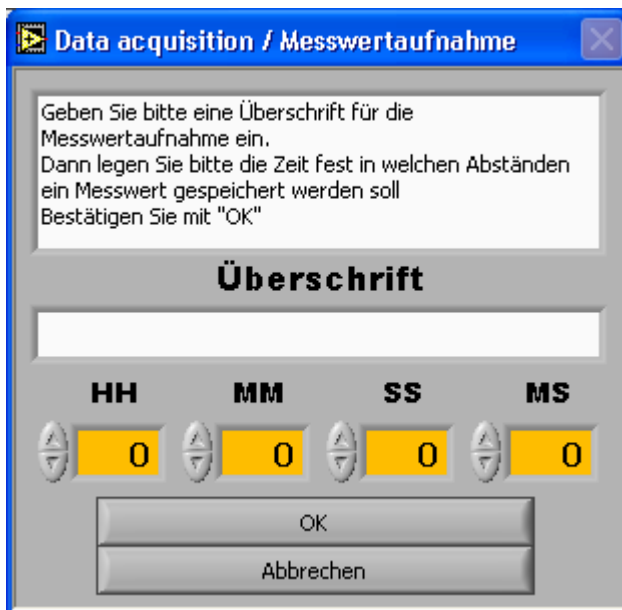 Data acquisition / Messwertaufnahme
Geben Sie bitte eine Überschrift für die
Messwertaufnahme ein.
Dann legen Sie bitte die Zeit fest in welchen Abständen
ein Messwert gespeichert werden soll
Bestätigen Sie mit "OK"
Überschrift
HH MM SS MS
0 0 0 0
OK
Abbrechen